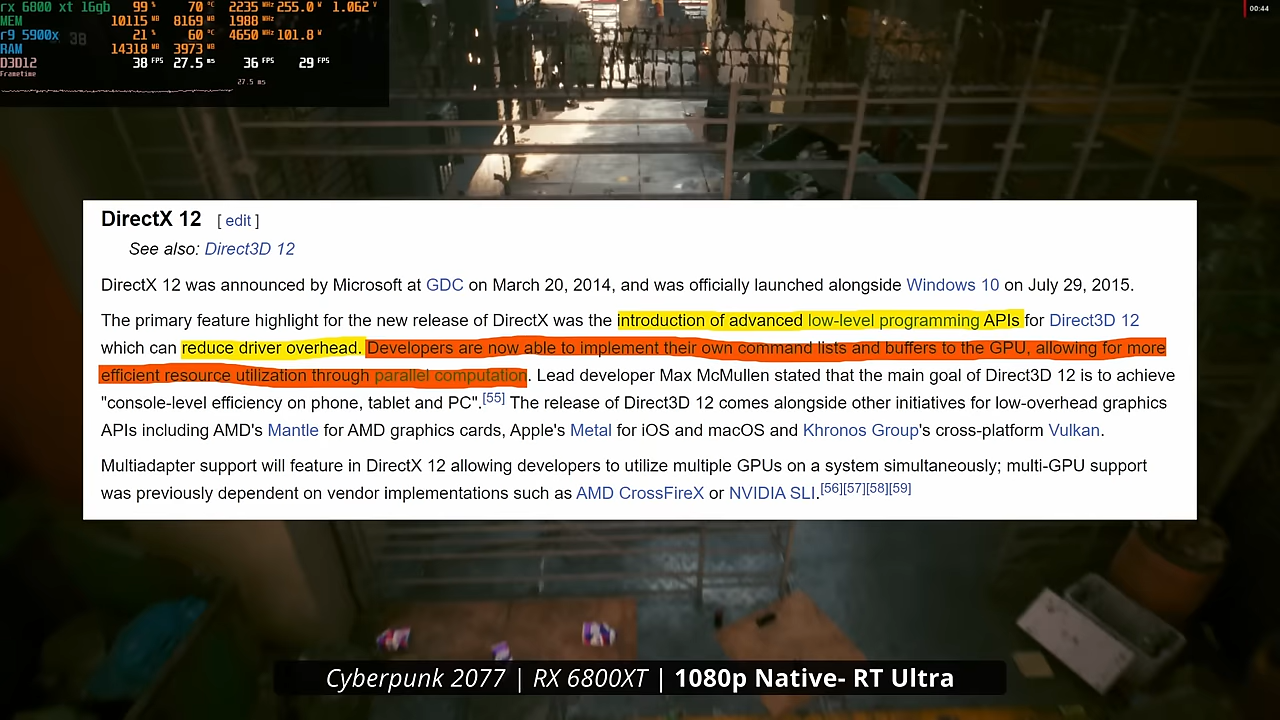 rx 6800 xt 16gb 99 % 70 °C 2235 MHz 255.0 W 1.062 V
MEM 10115 MB 8169 MB 1988 MHz
r9 5900x 21 % 60 °C 4650 MHz 101.8 W
RAM 14318 MB 3973 MB
D3D12 38 FPS 27.5 ms 36 FPS 29 FPS
Frametime
27.5 ms
38
00:44
DirectX 12 [ edit ]
See also: Direct3D 12
DirectX 12 was announced by Microsoft at GDC on March 20, 2014, and was officially launched alongside Windows 10 on July 29, 2015.
The primary feature highlight for the new release of DirectX was the introduction of advanced low-level programming APIs for Direct3D 12
which can reduce driver overhead. Developers are now able to implement their own command lists and buffers to the GPU, allowing for more
efficient resource utilization through parallel computation. Lead developer Max McMullen stated that the main goal of Direct3D 12 is to achieve
"console-level efficiency on phone, tablet and PC".[55] The release of Direct3D 12 comes alongside other initiatives for low-overhead graphics
APIs including AMD's Mantle for AMD graphics cards, Apple's Metal for iOS and macOS and Khronos Group's cross-platform Vulkan.
Multiadapter support will feature in DirectX 12 allowing developers to utilize multiple GPUs on a system simultaneously; multi-GPU support
was previously dependent on vendor implementations such as AMD CrossFireX or NVIDIA SLI.[56][57][58][59]
Cyberpunk 2077 | RX 6800XT | 1080p Native- RT Ultra